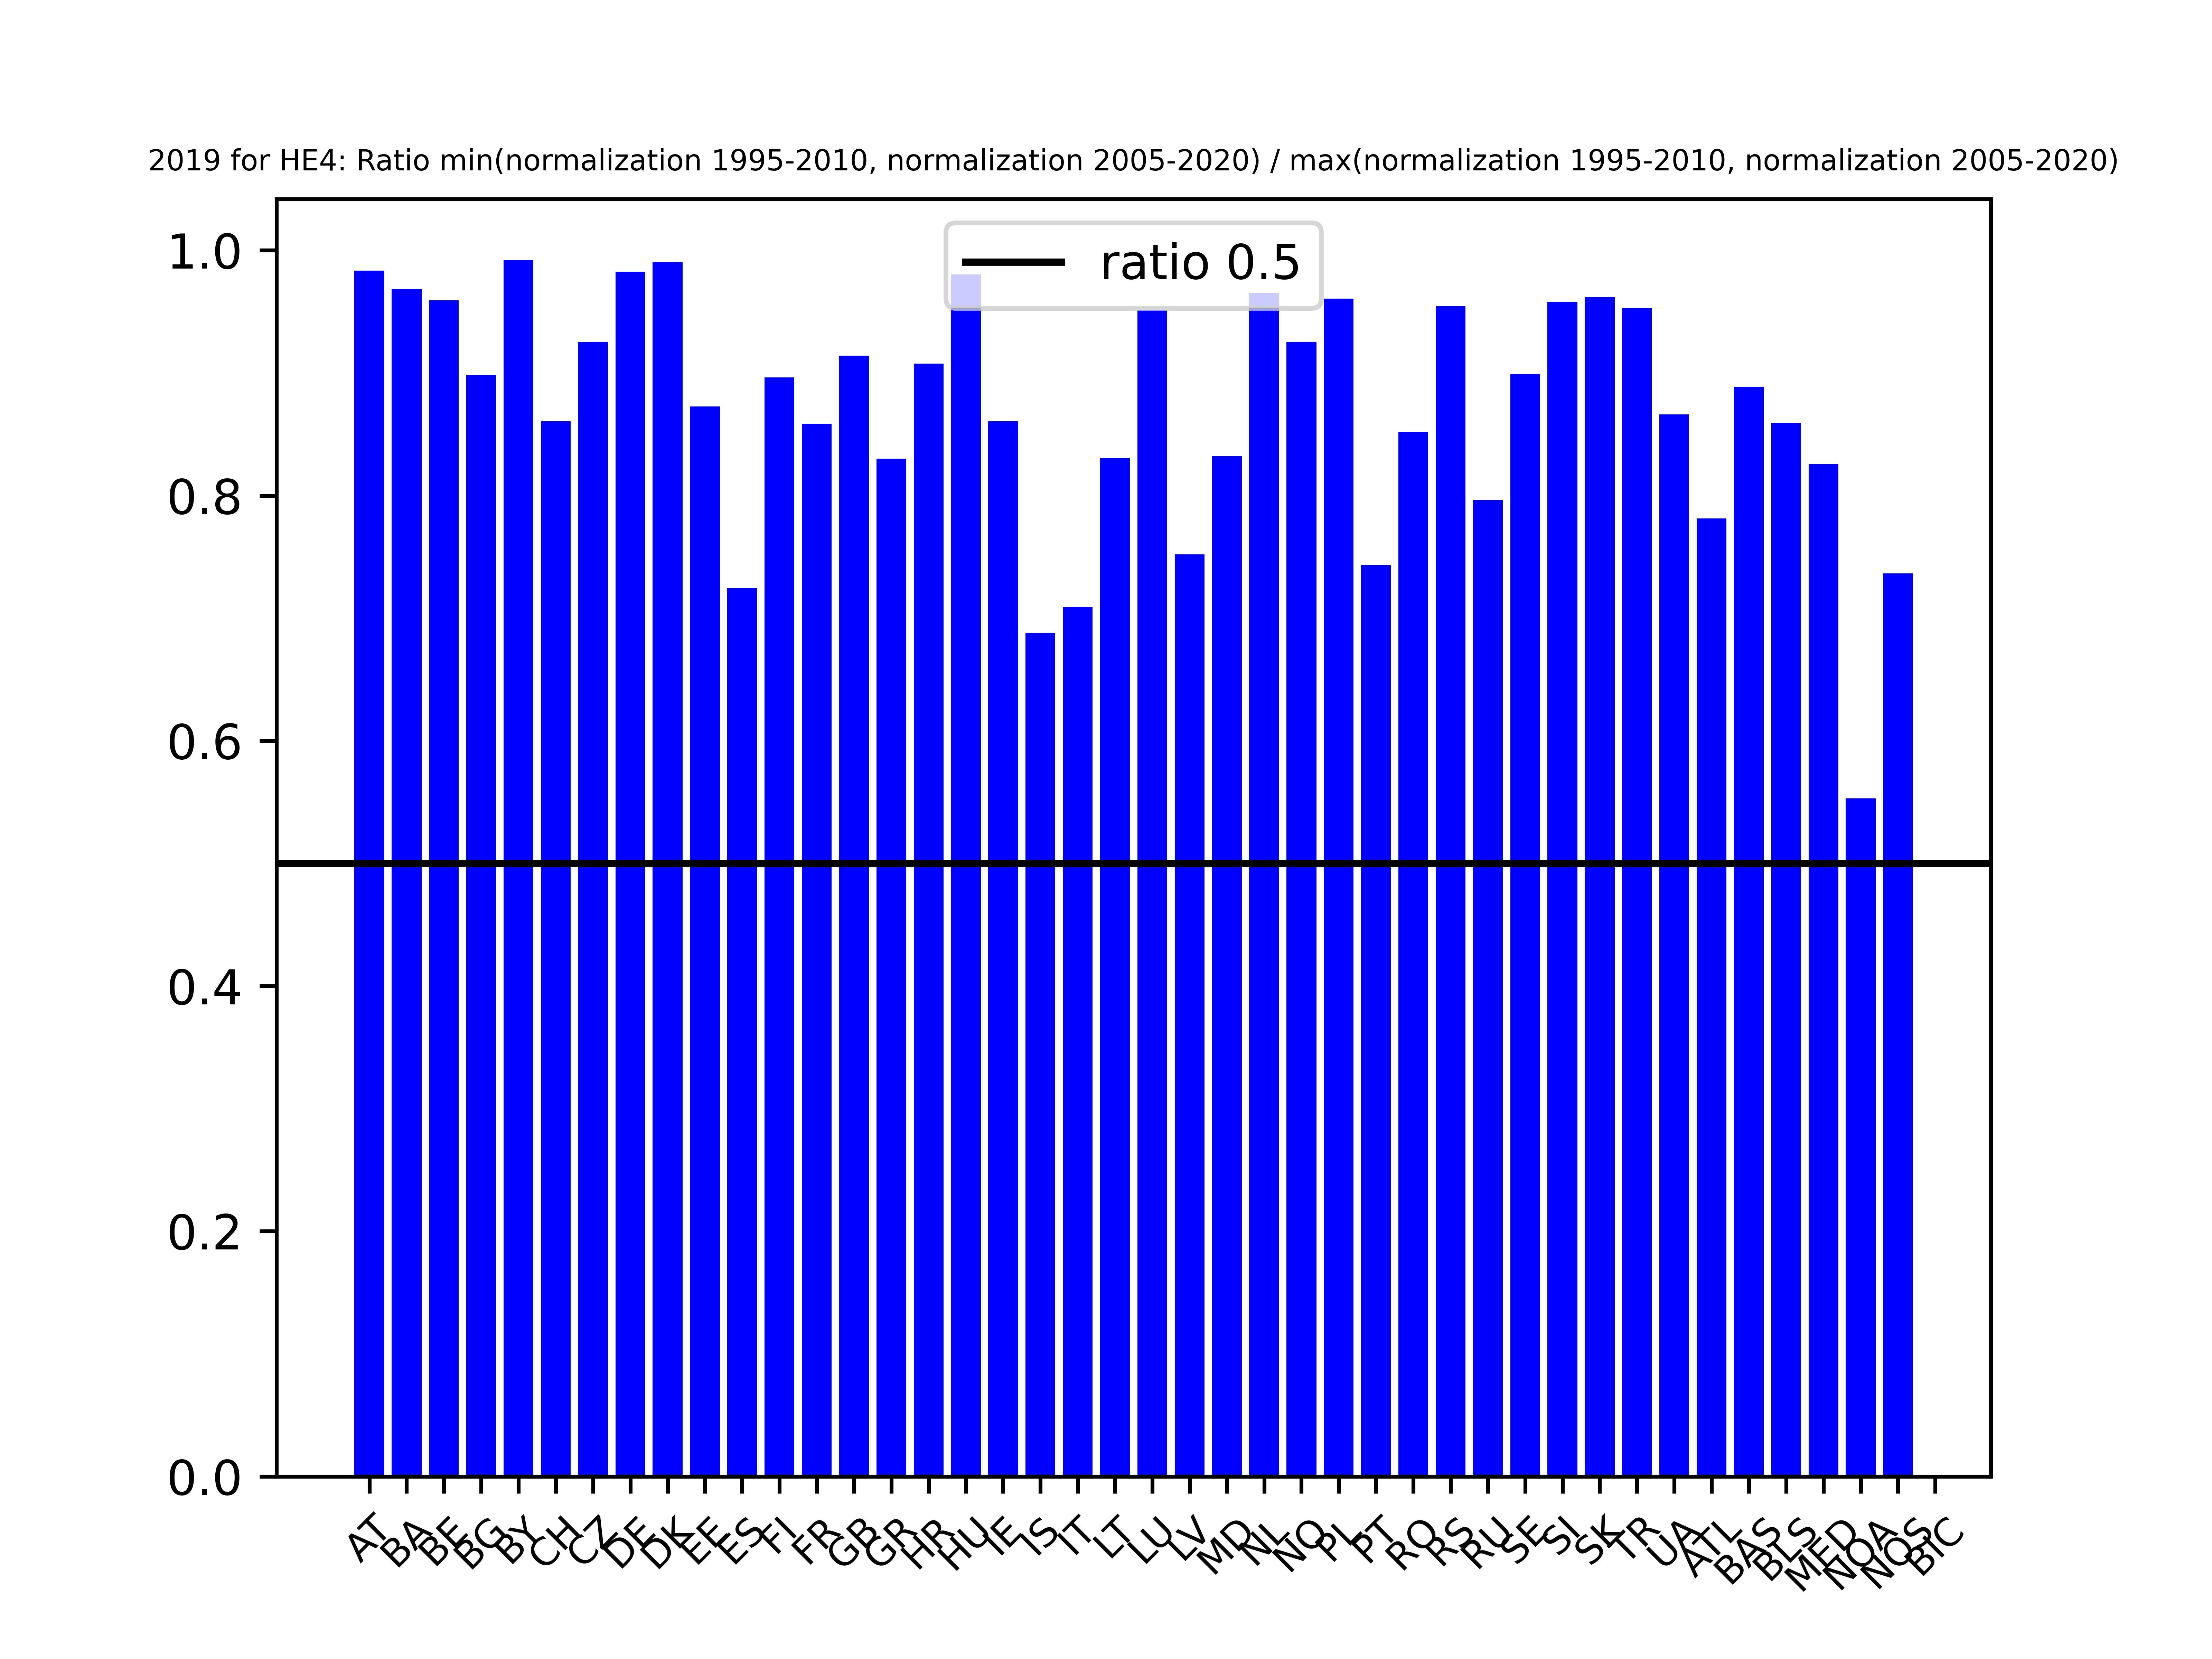 2019 for HE4: Ratio min(normalization 1995-2010, normalization 2005-2020) / max(normalization 1995-2010, normalization 2005-2020)
ratio 0.5
1.0
0.8
0.6
0.4
0.2
0.0
AT BA BE BG BY CH CZ DE DK EE ES FI FR GB GR HR HU IE IS IT LT LU LV MD NL NO PL PT RO RS RU SE SI SK TR UA ATL BAS BLS MED NOA NOS BIC